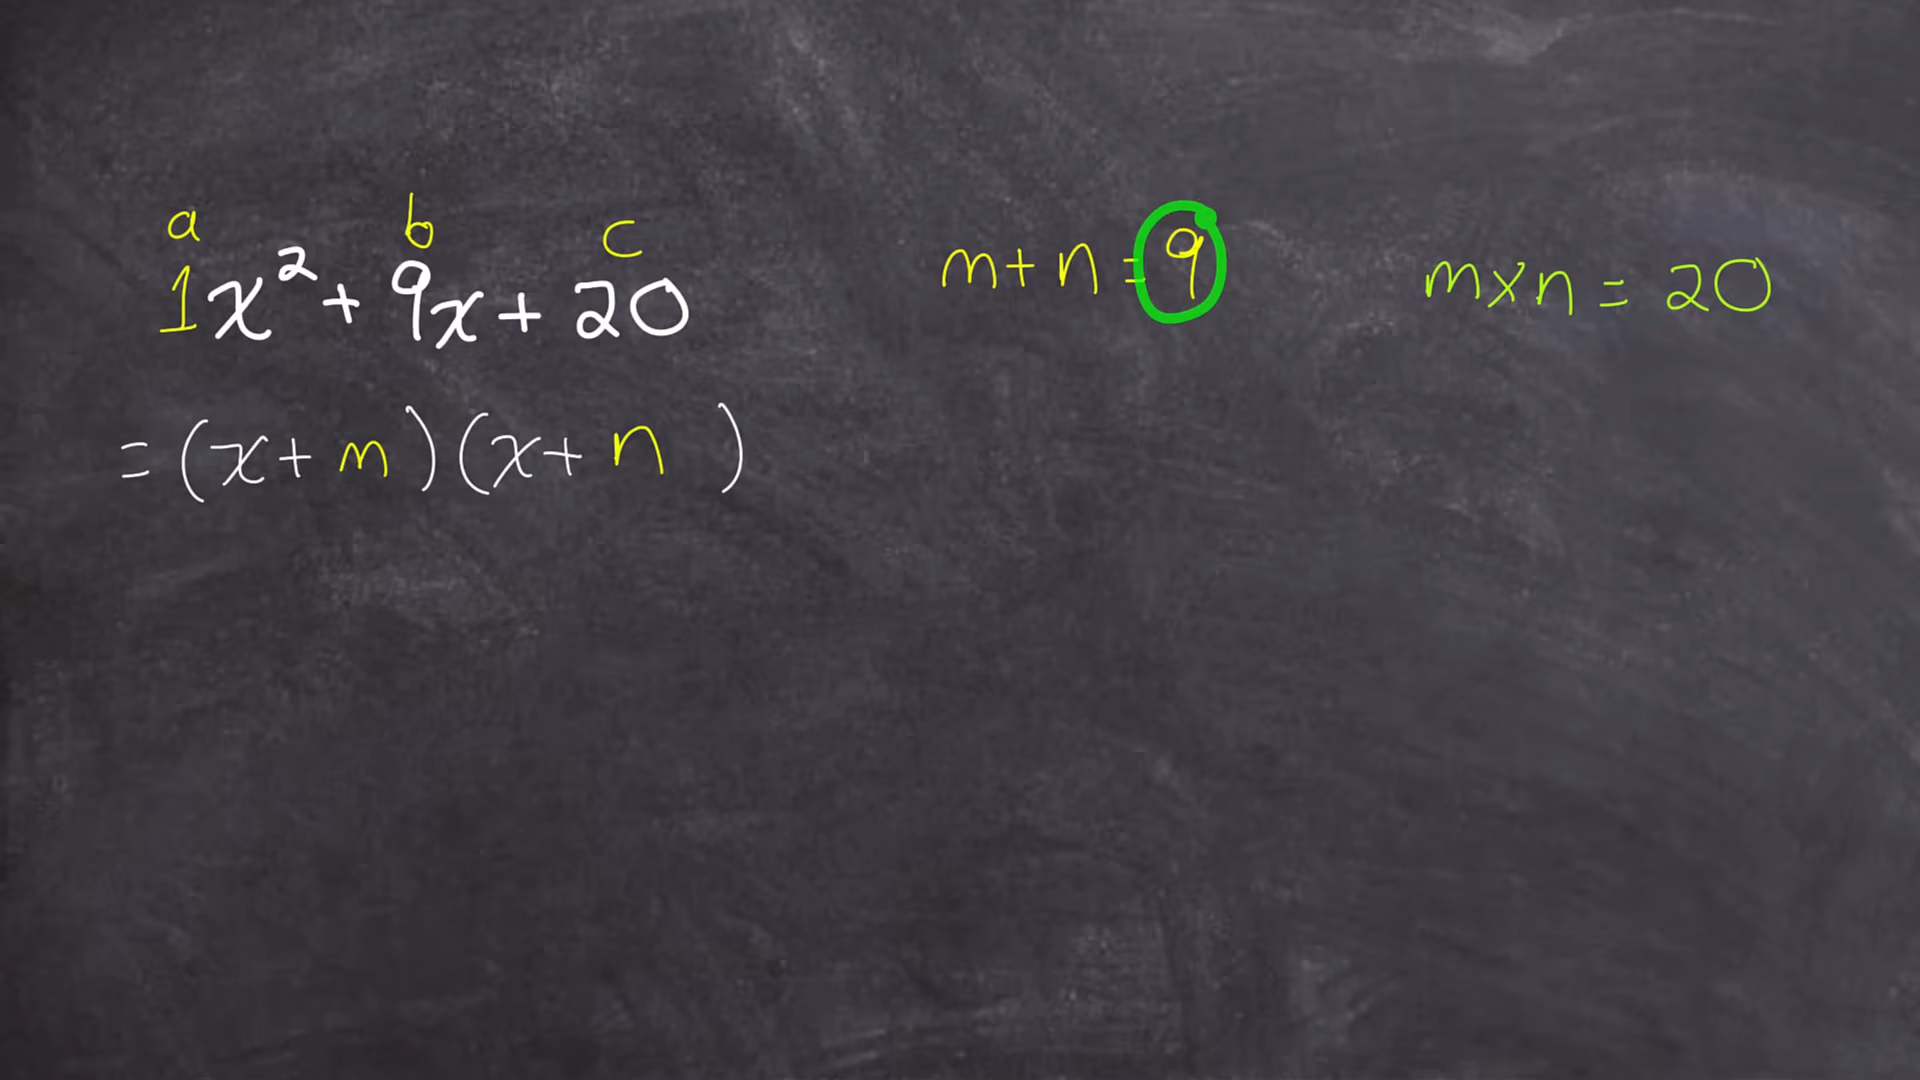 a b c
1x² + 9x + 20
m + n = 9
m x n = 20
= (x + m)(x + n )